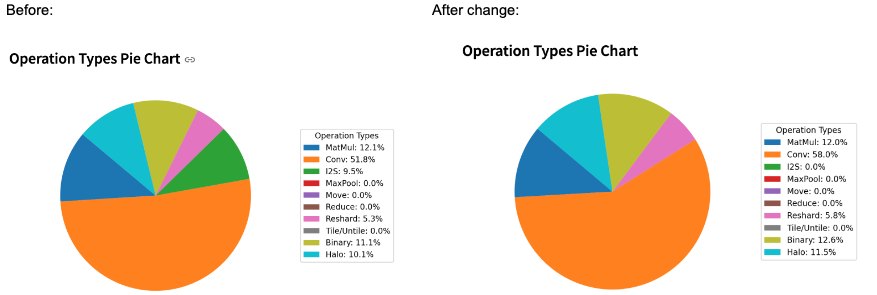 Before:
After change:
Operation Types Pie Chart
Operation Types
MatMul: 12.1%
Conv: 51.8%
I2S: 9.5%
MaxPool: 0.0%
Move: 0.0%
Reduce: 0.0%
Reshard: 5.3%
Tile/Untile: 0.0%
Binary: 11.1%
Halo: 10.1%
Operation Types Pie Chart
Operation Types
MatMul: 12.0%
Conv: 58.0%
I2S: 0.0%
MaxPool: 0.0%
Move: 0.0%
Reduce: 0.0%
Reshard: 5.8%
Tile/Untile: 0.0%
Binary: 12.6%
Halo: 11.5%